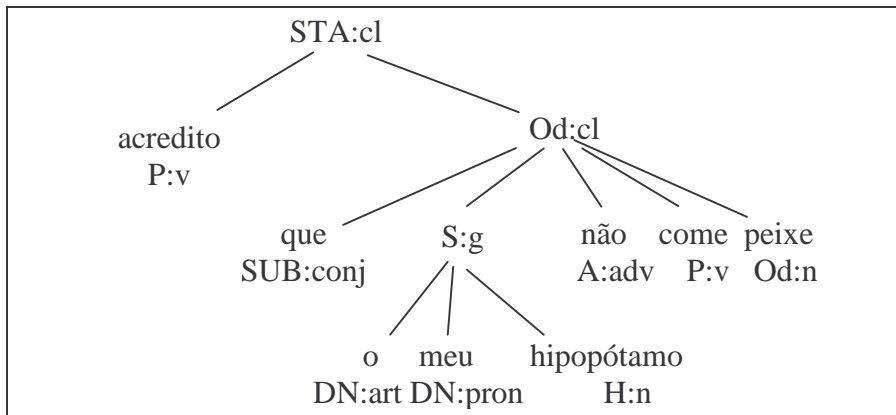 STA:cl
acredito
P:v
Od:cl
que
SUB:conj
S:g
não come peixe
A:adv P:v Od:n
o meu hipopótamo
DN:art DN:pron H:n